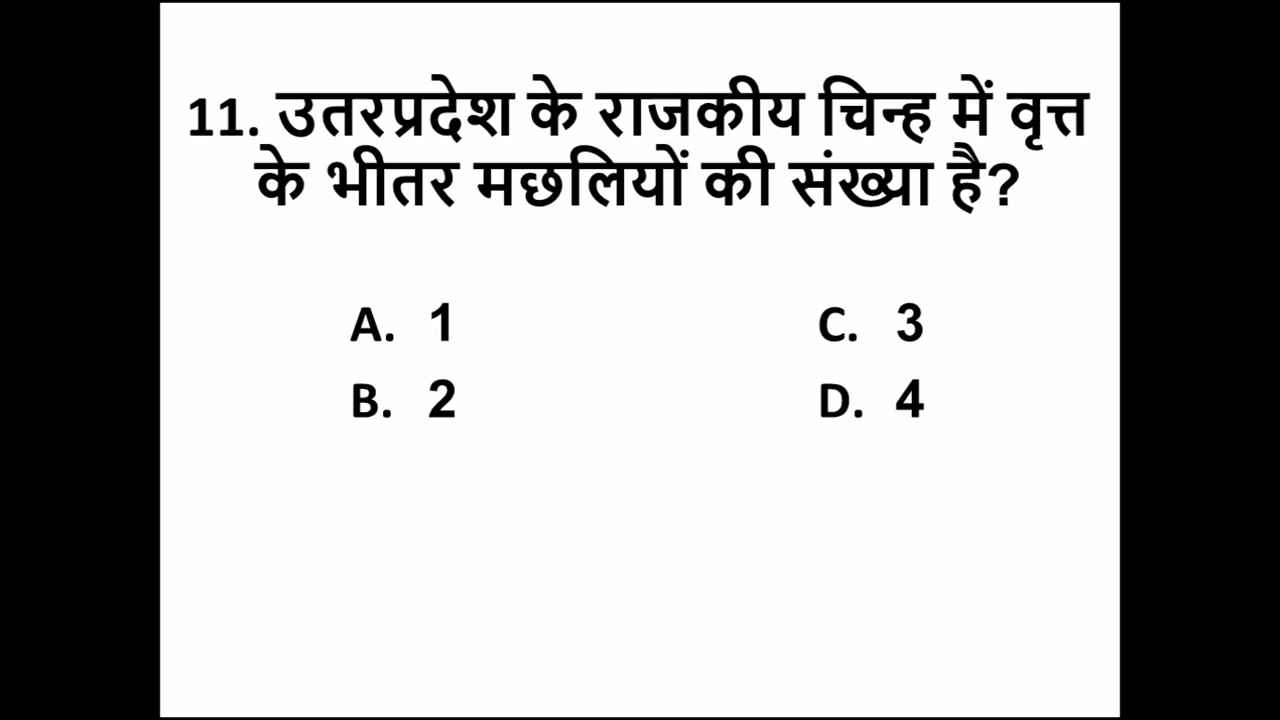 11. उतरप्रदेश के राजकीय चिन्ह में वृत्त
के भीतर मछलियों की संख्या है?
A. 1
B. 2
C. 3
D. 4